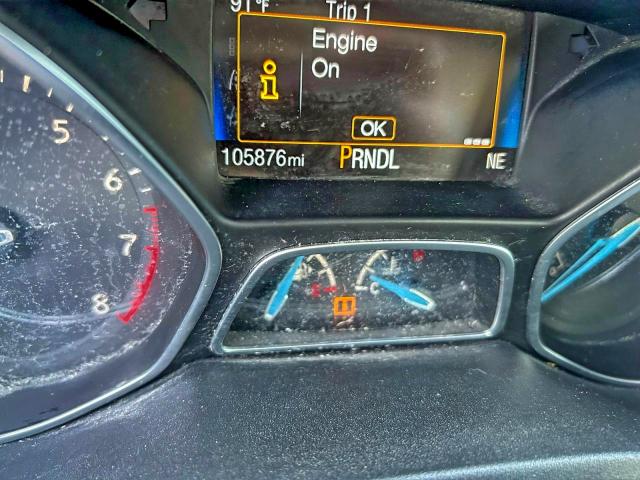 91°F Trip 1
Engine
On
OK
105876mi PRNDL NE
5
6
7
8
C